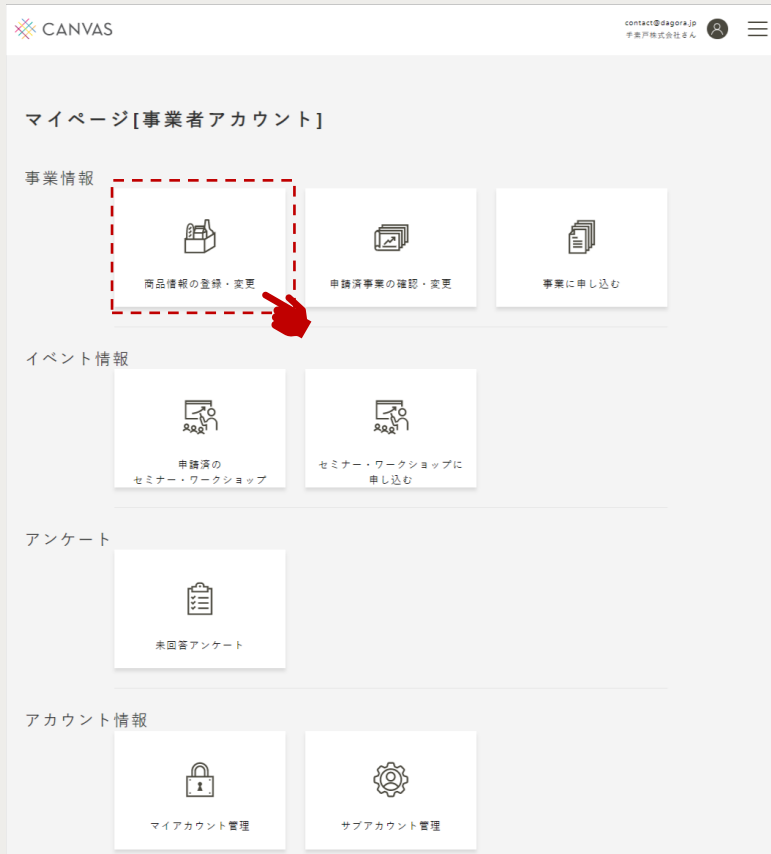 CANVAS
contact@dagora.jp
手素戸株式会社さん
マイページ[事業者アカウント]
事業情報
商品情報の登録・変更
申請済事業の確認・変更
事業に申し込む
イベント情報
申請済の
セミナー・ワークショップ
セミナー・ワークショップに
申し込む
アンケート
未回答アンケート
アカウント情報
マイアカウント管理
サブアカウント管理